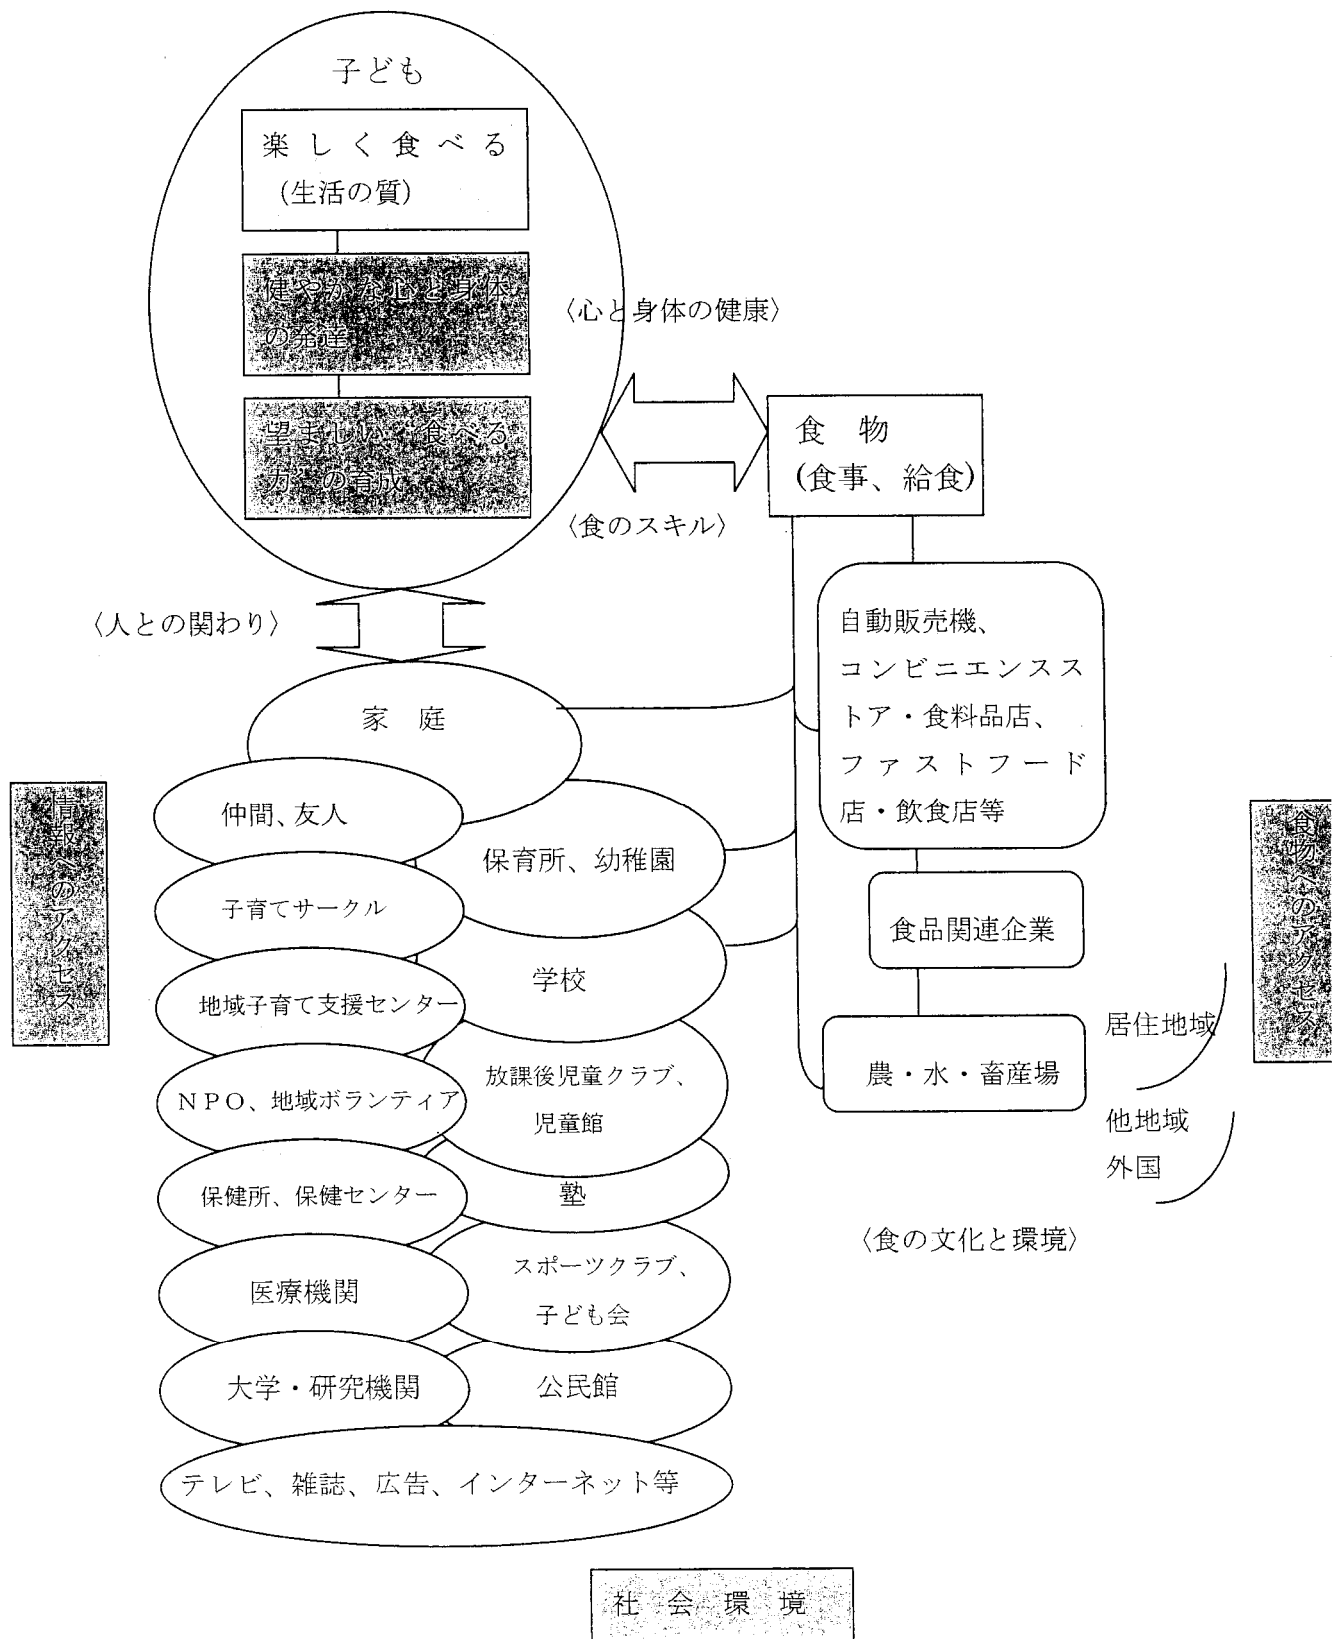 子ども
楽しく食べる
(生活の質)
健やかな心と身体
の発達
望ましい“食べる
力”の育成
〈心と身体の健康〉
食 物
(食事、給食)
〈食のスキル〉
〈人との関わり〉
自動販売機、
コンビニエンスス
トア・食料品店、
ファストフード
店・飲食店等
家 庭
仲間、友人
保育所、幼稚園
子育てサークル
学校
地域子育て支援センター
放課後児童クラブ、
児童館
NPO、地域ボランティア
保健所、保健センター
塾
医療機関
スポーツクラブ、
子ども会
大学・研究機関
公民館
テレビ、雑誌、広告、インターネット等
情報へのアクセス
食品関連企業
農・水・畜産場
居住地域
他地域
外国
食物へのアクセス
〈食の文化と環境〉
社 会 環 境